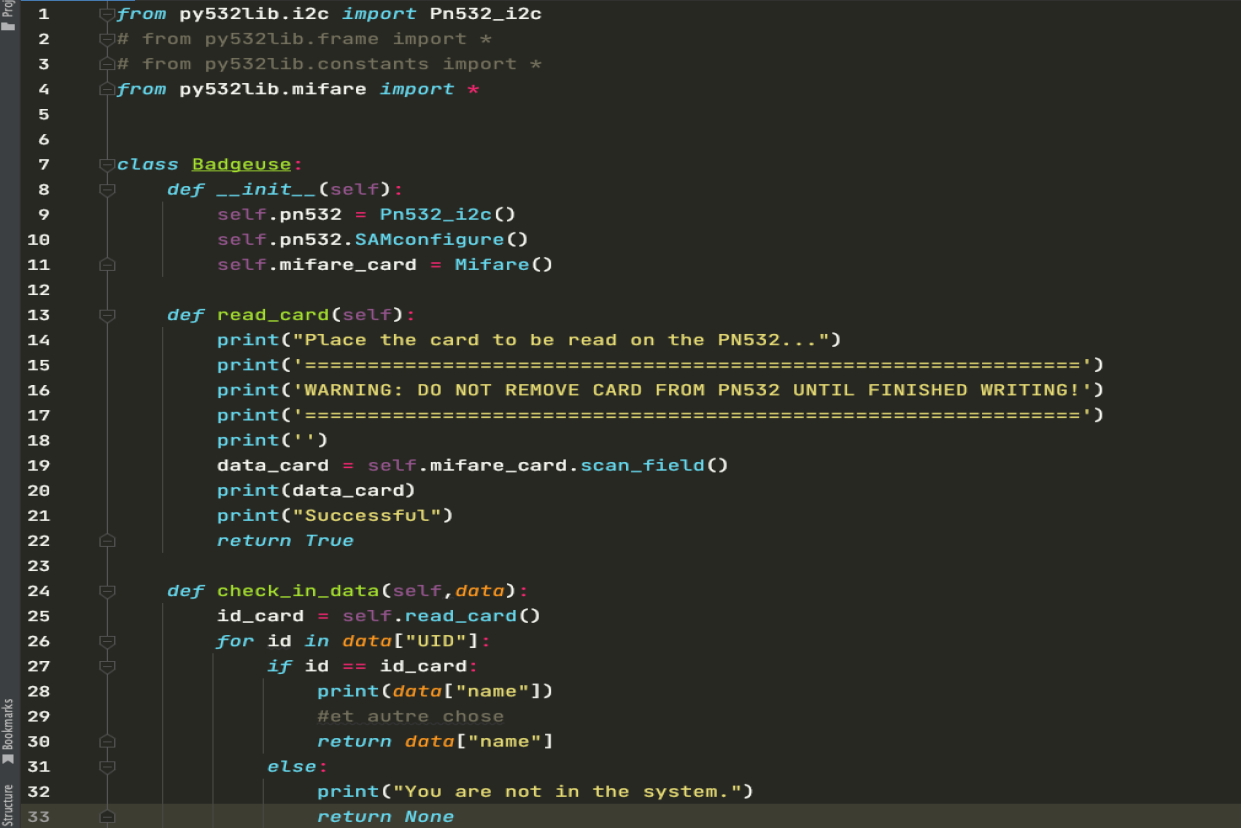 Proj
1 from py532lib.i2c import Pn532_i2c
2 # from py532lib.frame import *
3 # from py532lib.constants import *
4 from py532lib.mifare import *
5
6
7 class Badgeuse:
8     def __init__(self):
9         self.pn532 = Pn532_i2c()
10         self.pn532.SAMconfigure()
11         self.mifare_card = Mifare()
12
13     def read_card(self):
14         print("Place the card to be read on the PN532...")
15         print('==============================================================')
16         print('WARNING: DO NOT REMOVE CARD FROM PN532 UNTIL FINISHED WRITING!')
17         print('==============================================================')
18         print('')
19         data_card = self.mifare_card.scan_field()
20         print(data_card)
21         print("Successful")
22         return True
23
24     def check_in_data(self,data):
25         id_card = self.read_card()
26         for id in data["UID"]:
27             if id == id_card:
28                 print(data["name"])
29                 #et autre chose
30                 return data["name"]
31             else:
32                 print("You are not in the system.")
33                 return None
Bookmarks
Structure